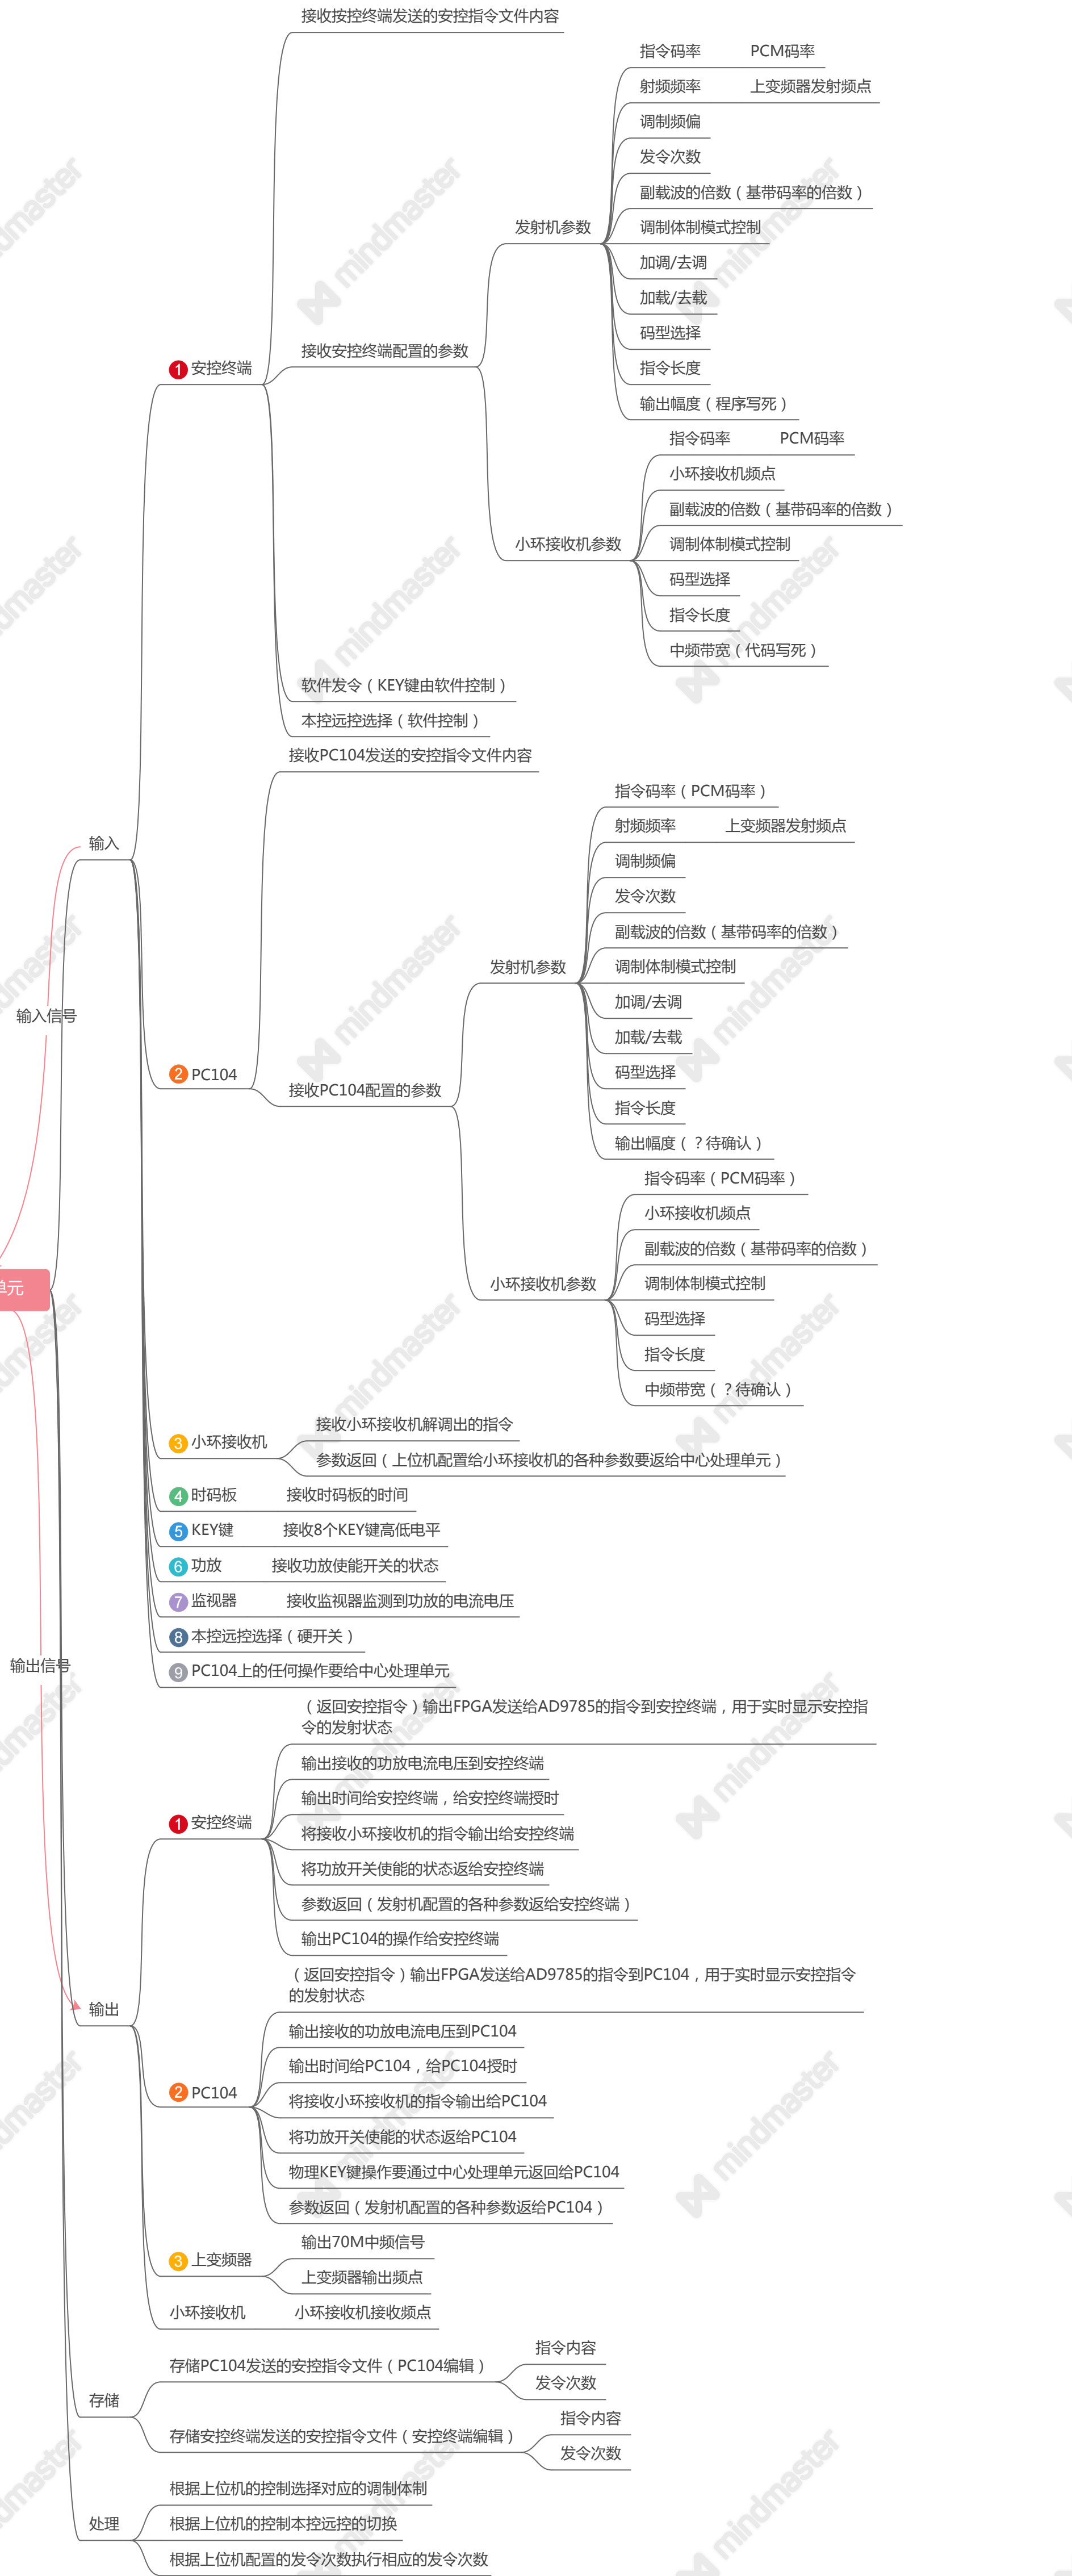 接收按控终端发送的安控指令文件内容
指令码率 PCM码率
射频频率 上变频器发射频点
调制频偏
发令次数
副载波的倍数（基带码率的倍数）
发射机参数
调制体制模式控制
加调/去调
加载/去载
码型选择
接收安控终端配置的参数
1 安控终端
指令长度
输出幅度（程序写死）
指令码率 PCM码率
小环接收机频点
副载波的倍数（基带码率的倍数）
小环接收机参数
调制体制模式控制
码型选择
指令长度
中频带宽（代码写死）
软件发令（KEY键由软件控制）
本控远控选择（软件控制）
接收PC104发送的安控指令文件内容
指令码率（PCM码率）
射频频率 上变频器发射频点
输入
调制频偏
发令次数
副载波的倍数（基带码率的倍数）
发射机参数
调制体制模式控制
加调/去调
输入信号
加载/去载
码型选择
2 PC104
接收PC104配置的参数
指令长度
输出幅度（？待确认）
指令码率（PCM码率）
小环接收机频点
副载波的倍数（基带码率的倍数）
小环接收机参数
调制体制模式控制
单元
码型选择
指令长度
中频带宽（？待确认）
接收小环接收机解调出的指令
3 小环接收机
参数返回（上位机配置给小环接收机的各种参数要返给中心处理单元）
4 时码板 接收时码板的时间
5 KEY键 接收8个KEY键高低电平
6 功放 接收功放使能开关的状态
7 监视器 接收监视器监测到功放的电流电压
8 本控远控选择（硬开关）
输出信号
9 PC104上的任何操作要给中心处理单元
（返回安控指令）输出FPGA发送给AD9785的指令到安控终端，用于实时显示安控指
令的发射状态
输出接收的功放电流电压到安控终端
输出时间给安控终端，给安控终端授时
1 安控终端
将接收小环接收机的指令输出给安控终端
将功放开关使能的状态返给安控终端
参数返回（发射机配置的各种参数返给安控终端）
输出PC104的操作给安控终端
（返回安控指令）输出FPGA发送给AD9785的指令到PC104，用于实时显示安控指令
的发射状态
输出
输出接收的功放电流电压到PC104
输出时间给PC104，给PC104授时
2 PC104
将接收小环接收机的指令输出给PC104
将功放开关使能的状态返给PC104
物理KEY键操作要通过中心处理单元返回给PC104
参数返回（发射机配置的各种参数返给PC104）
输出70M中频信号
3 上变频器
上变频器输出频点
小环接收机 小环接收机接收频点
指令内容
存储PC104发送的安控指令文件（PC104编辑）
发令次数
存储
指令内容
存储安控终端发送的安控指令文件（安控终端编辑）
发令次数
根据上位机的控制选择对应的调制体制
处理
根据上位机的控制本控远控的切换
根据上位机配置的发令次数执行相应的发令次数